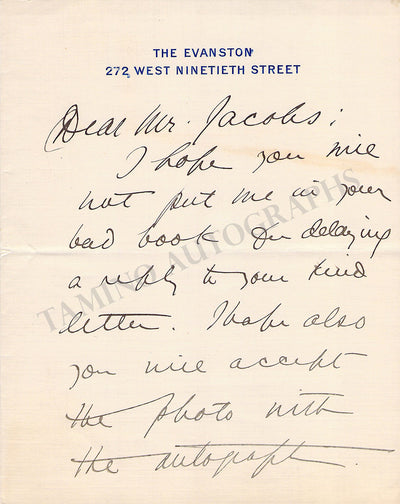 THE EVANSTON
272, WEST NINETIETH STREET
Dear Mr. Jacobs;
I hope you will
not put me in your
bad book for delaying
a reply to your kind
letter. I hope also
you will accept
the photo with
the autograph.
TAMINO AUTOGRAPHS